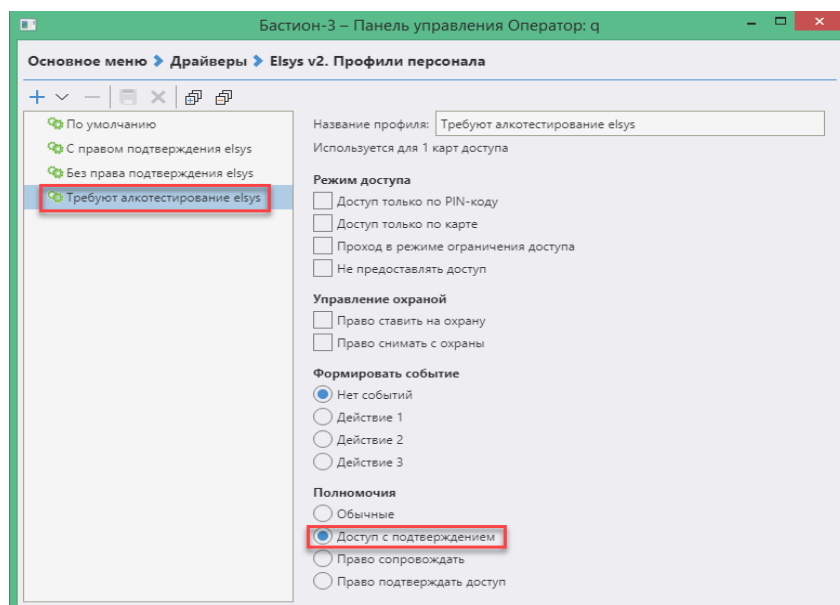 Бастион-3 – Панель управления Оператор: q
Основное меню Драйверы Elsys v2. Профили персонала
По умолчанию
С правом подтверждения elsys
Без права подтверждения elsys
Требуют алкотестирование elsys
Название профиля: Требуют алкотестирование elsys
Используется для 1 карт доступа
Режим доступа
Доступ только по PIN-коду
Доступ только по карте
Проход в режиме ограничения доступа
Не предоставлять доступ
Управление охраной
Право ставить на охрану
Право снимать с охраны
Формировать событие
Нет событий
Действие 1
Действие 2
Действие 3
Полномочия
Обычные
Доступ с подтверждением
Право сопровождать
Право подтверждать доступ